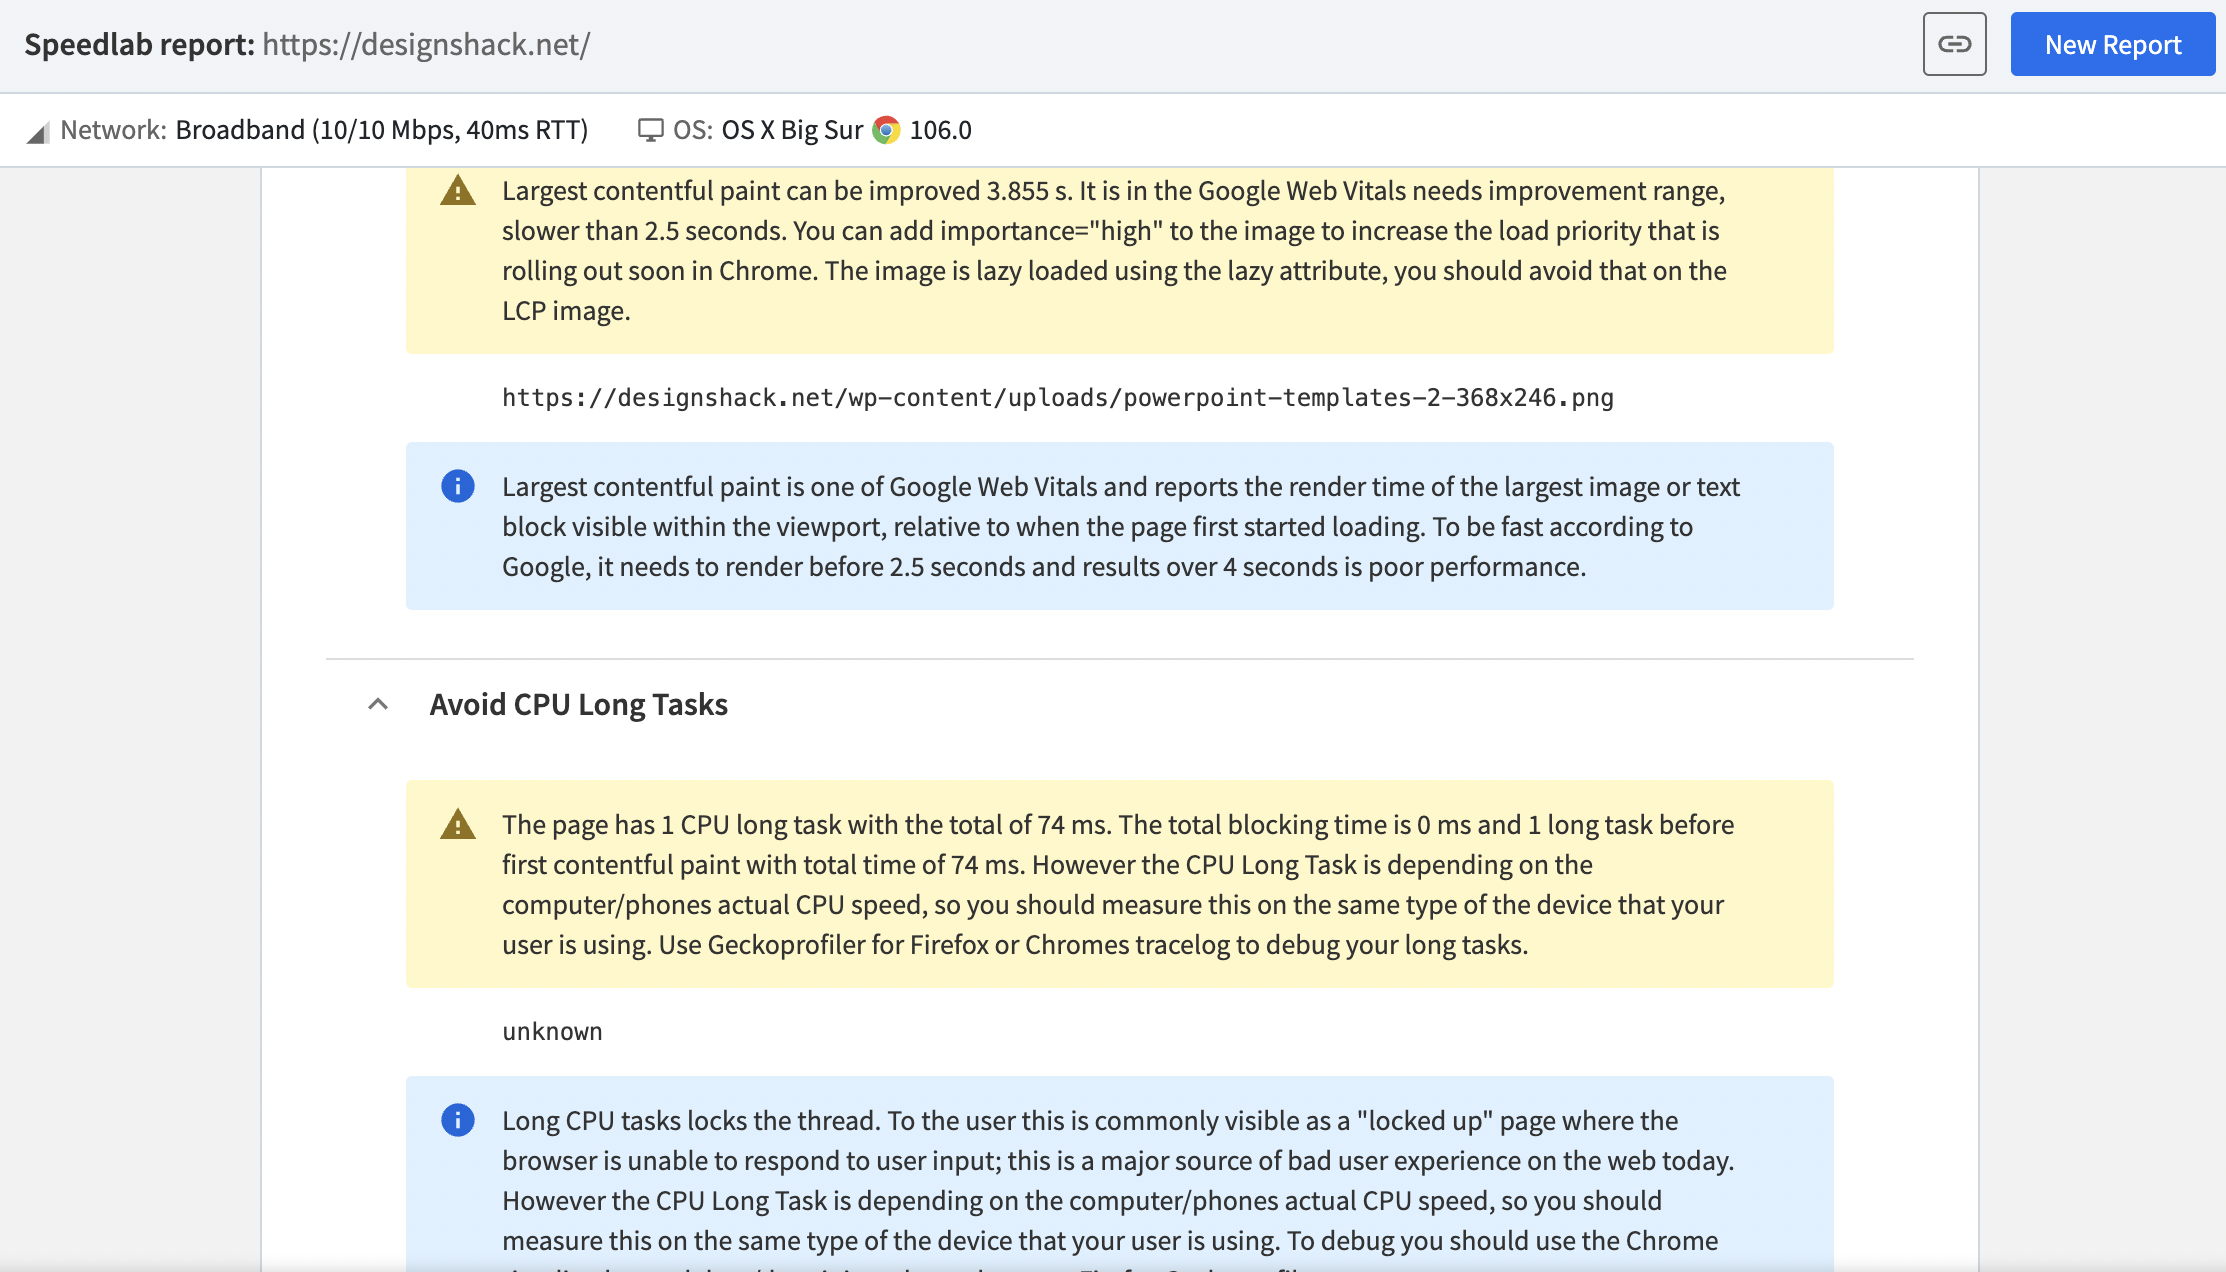 Speedlab report: https://designshack.net/
New Report
Network: Broadband (10/10 Mbps, 40ms RTT) OS: OS X Big Sur 106.0
Largest contentful paint can be improved 3.855 s. It is in the Google Web Vitals needs improvement range,
slower than 2.5 seconds. You can add importance="high" to the image to increase the load priority that is
rolling out soon in Chrome. The image is lazy loaded using the lazy attribute, you should avoid that on the
LCP image.
https://designshack.net/wp-content/uploads/powerpoint-templates-2-368x246.png
Largest contentful paint is one of Google Web Vitals and reports the render time of the largest image or text
block visible within the viewport, relative to when the page first started loading. To be fast according to
Google, it needs to render before 2.5 seconds and results over 4 seconds is poor performance.
Avoid CPU Long Tasks
The page has 1 CPU long task with the total of 74 ms. The total blocking time is 0 ms and 1 long task before
first contentful paint with total time of 74 ms. However the CPU Long Task is depending on the
computer/phones actual CPU speed, so you should measure this on the same type of the device that your
user is using. Use Geckoprofiler for Firefox or Chromes tracelog to debug your long tasks.
unknown
Long CPU tasks locks the thread. To the user this is commonly visible as a "locked up" page where the
browser is unable to respond to user input; this is a major source of bad user experience on the web today.
However the CPU Long Task is depending on the computer/phones actual CPU speed, so you should
measure this on the same type of the device that your user is using. To debug you should use the Chrome